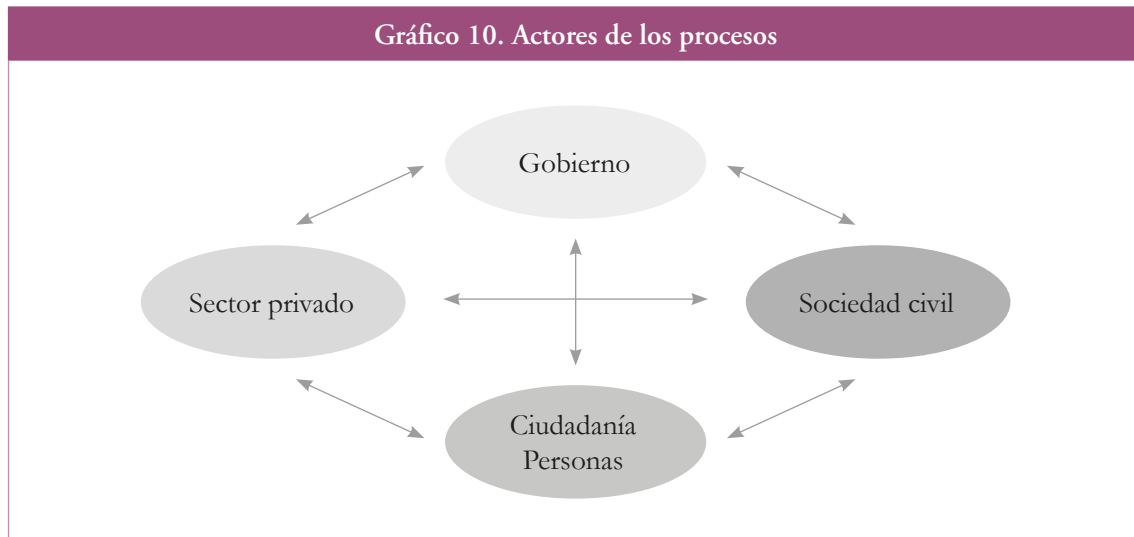 Gráfico 10. Actores de los procesos
Gobierno
Sector privado
Sociedad civil
Ciudadanía
Personas